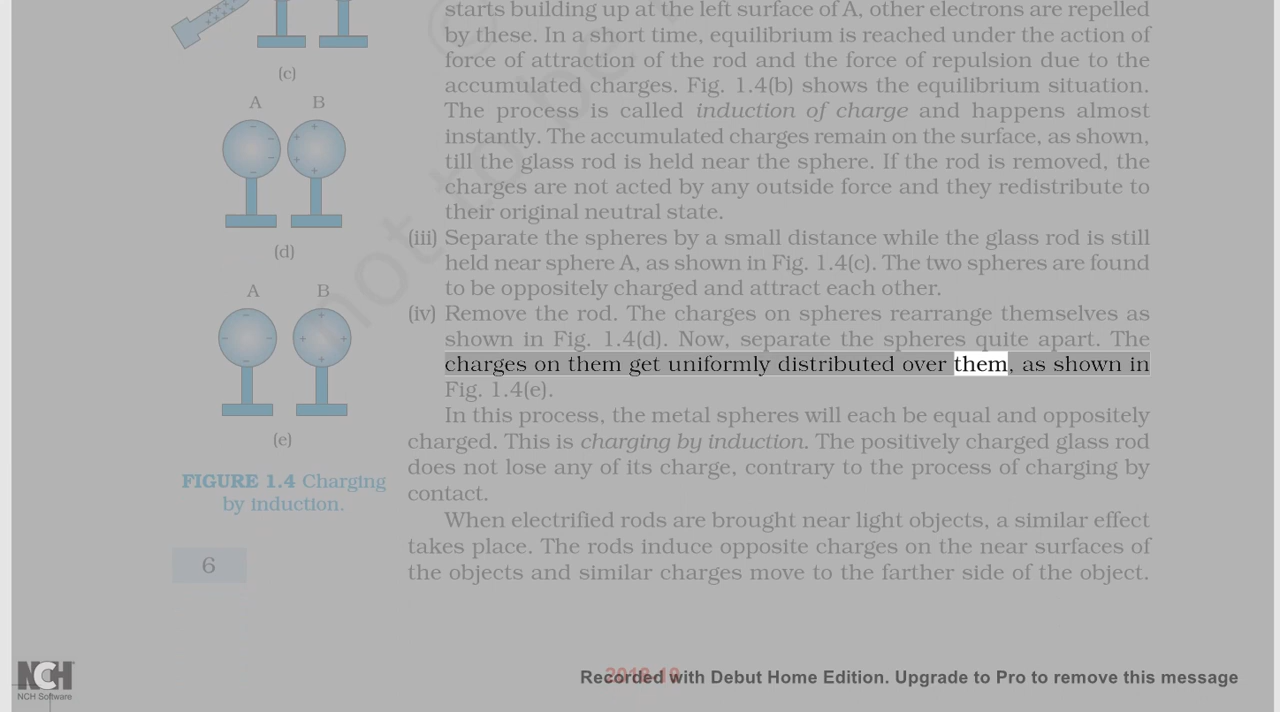 starts building up at the left surface of A, other electrons are repelled
by these. In a short time, equilibrium is reached under the action of
force of attraction of the rod and the force of repulsion due to the
accumulated charges. Fig. 1.4(b) shows the equilibrium situation.
The process is called induction of charge and happens almost
instantly. The accumulated charges remain on the surface, as shown,
till the glass rod is held near the sphere. If the rod is removed, the
charges are not acted by any outside force and they redistribute to
their original neutral state.
(iii) Separate the spheres by a small distance while the glass rod is still
held near sphere A, as shown in Fig. 1.4(c). The two spheres are found
to be oppositely charged and attract each other.
(iv) Remove the rod. The charges on spheres rearrange themselves as
shown in Fig. 1.4(d). Now, separate the spheres quite apart. The
charges on them get uniformly distributed over them, as shown in
Fig. 1.4(e).
In this process, the metal spheres will each be equal and oppositely
charged. This is charging by induction. The positively charged glass rod
does not lose any of its charge, contrary to the process of charging by
contact.
When electrified rods are brought near light objects, a similar effect
takes place. The rods induce opposite charges on the near surfaces of
the objects and similar charges move to the farther side of the object.
(c)
A B
(d)
A B
(e)
FIGURE 1.4 Charging
by induction.
6
© not to be
2018-19
NCH
NCH Software
Recorded with Debut Home Edition. Upgrade to Pro to remove this message